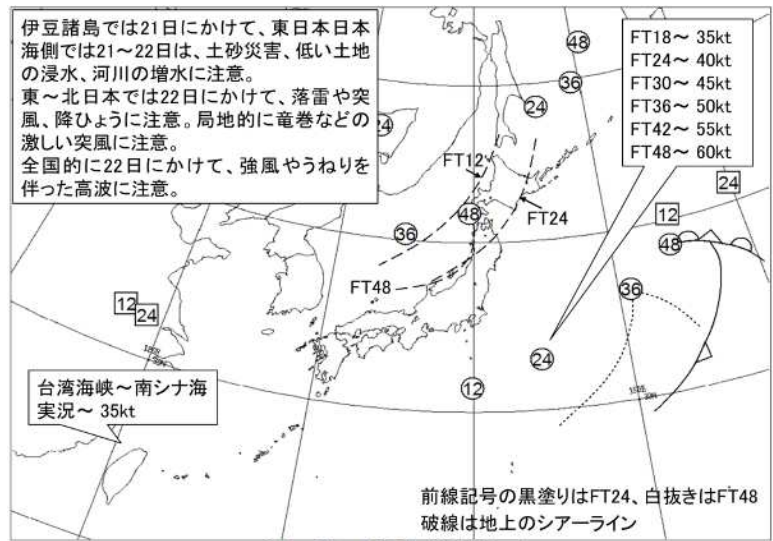 伊豆諸島では21日にかけて、東日本日本
海側では21～22日は、土砂災害、低い土地
の浸水、河川の増水に注意。
東～北日本では22日にかけて、落雷や突
風、降ひょうに注意。局地的に竜巻などの
激しい突風に注意。
全国的に22日にかけて、強風やうねりを
伴った高波に注意。
FT18～ 35kt
FT24～ 40kt
FT30～ 45kt
FT36～ 50kt
FT42～ 55kt
FT48～ 60kt
48
36
24
24
FT12
24
48
12
FT24
36
48
FT48
36
12
24
24
12
台湾海峡～南シナ海
実況～ 35kt
前線記号の黒塗りはFT24、白抜きはFT48
破線は地上のシアーライン